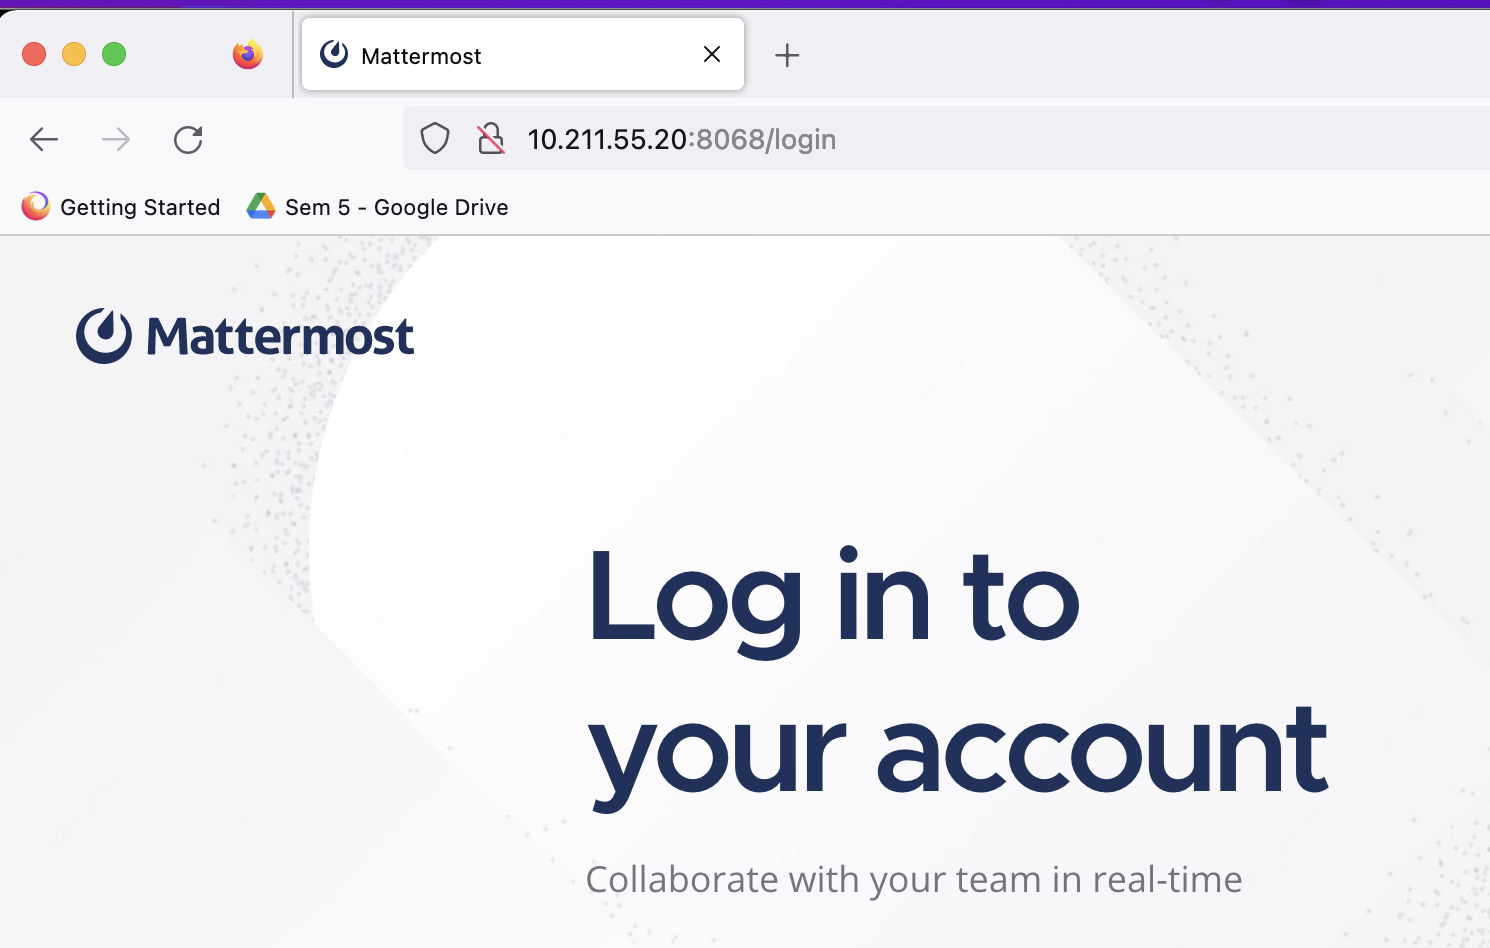 Mattermost
10.211.55.20:8068/login
Getting Started
Sem 5 - Google Drive
Mattermost
Log in to
your account
Collaborate with your team in real-time